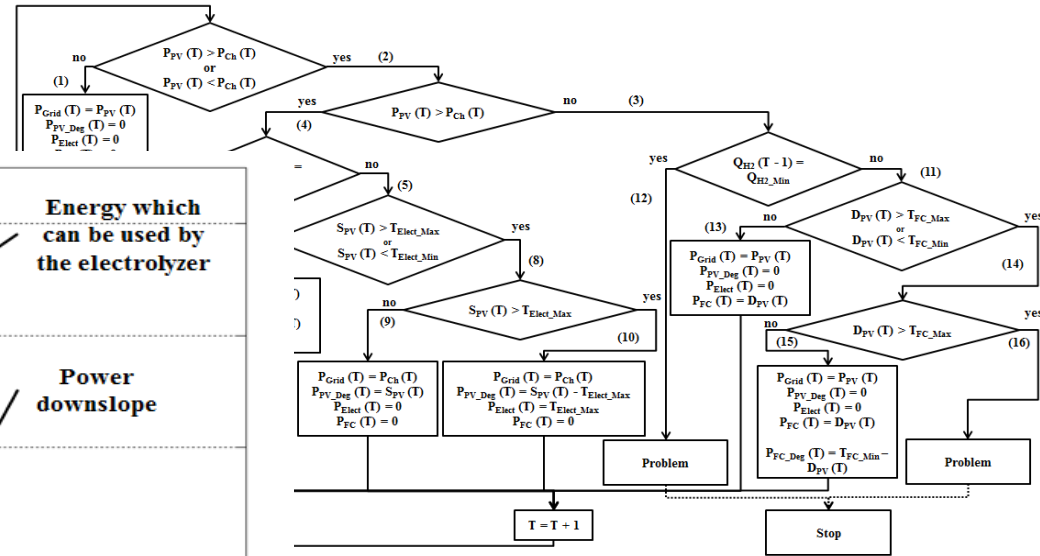 P_PV (T) > P_Ch (T)
or
P_PV (T) < P_Ch (T)
no
(1)
yes
(2)
P_Grid (T) = P_PV (T)
P_PV_Deg (T) = 0
P_Elect (T) = 0
yes
(4)
P_PV (T) > P_Ch (T)
no
(3)
=
no
(5)
yes
(12)
Q_H2 (T - 1) =
Q_H2_Min
no
(11)
Energy which
can be used by
the electrolyzer
S_PV (T) > T_Elect_Max
or
S_PV (T) < T_Elect_Min
yes
(8)
no
(13)
D_PV (T) > T_FC_Max
or
D_PV (T) < T_FC_Min
yes
(14)
P_Grid (T) = P_PV (T)
P_PV_Deg (T) = 0
P_Elect (T) = 0
P_FC (T) = D_PV (T)
)
T)
no
(9)
S_PV (T) > T_Elect_Max
yes
(10)
no
(15)
D_PV (T) > T_FC_Max
yes
(16)
Power
downslope
P_Grid (T) = P_Ch (T)
P_PV_Deg (T) = S_PV (T)
P_Elect (T) = 0
P_FC (T) = 0
P_Grid (T) = P_Ch (T)
P_PV_Deg (T) = S_PV (T) - T_Elect_Max
P_Elect (T) = T_Elect_Max
P_FC (T) = 0
P_Grid (T) = P_PV (T)
P_PV_Deg (T) = 0
P_Elect (T) = 0
P_FC (T) = D_PV (T)
P_FC_Deg (T) = T_FC_Min –
D_PV (T)
Problem
Problem
T = T + 1
Stop